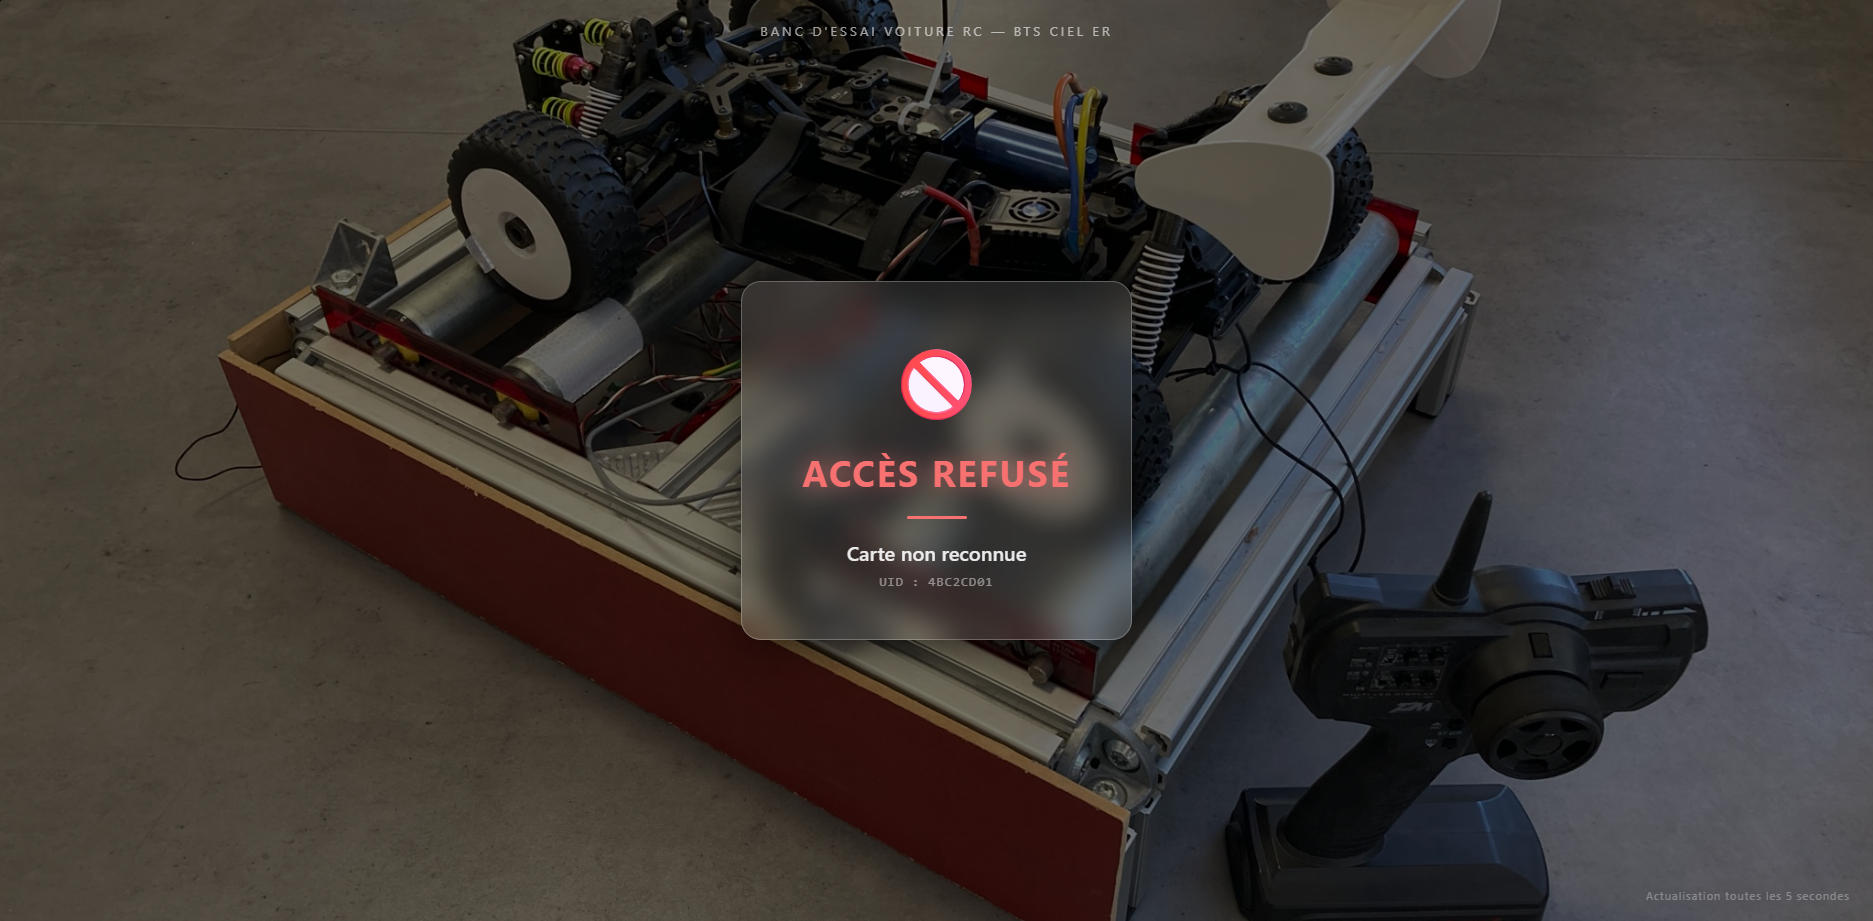 BANC D'ESSAI VOITURE RC — BTS CIEL ER
ACCÈS REFUSÉ
Carte non reconnue
UID : 4BC2CD01
Actualisation toutes les 5 secondes